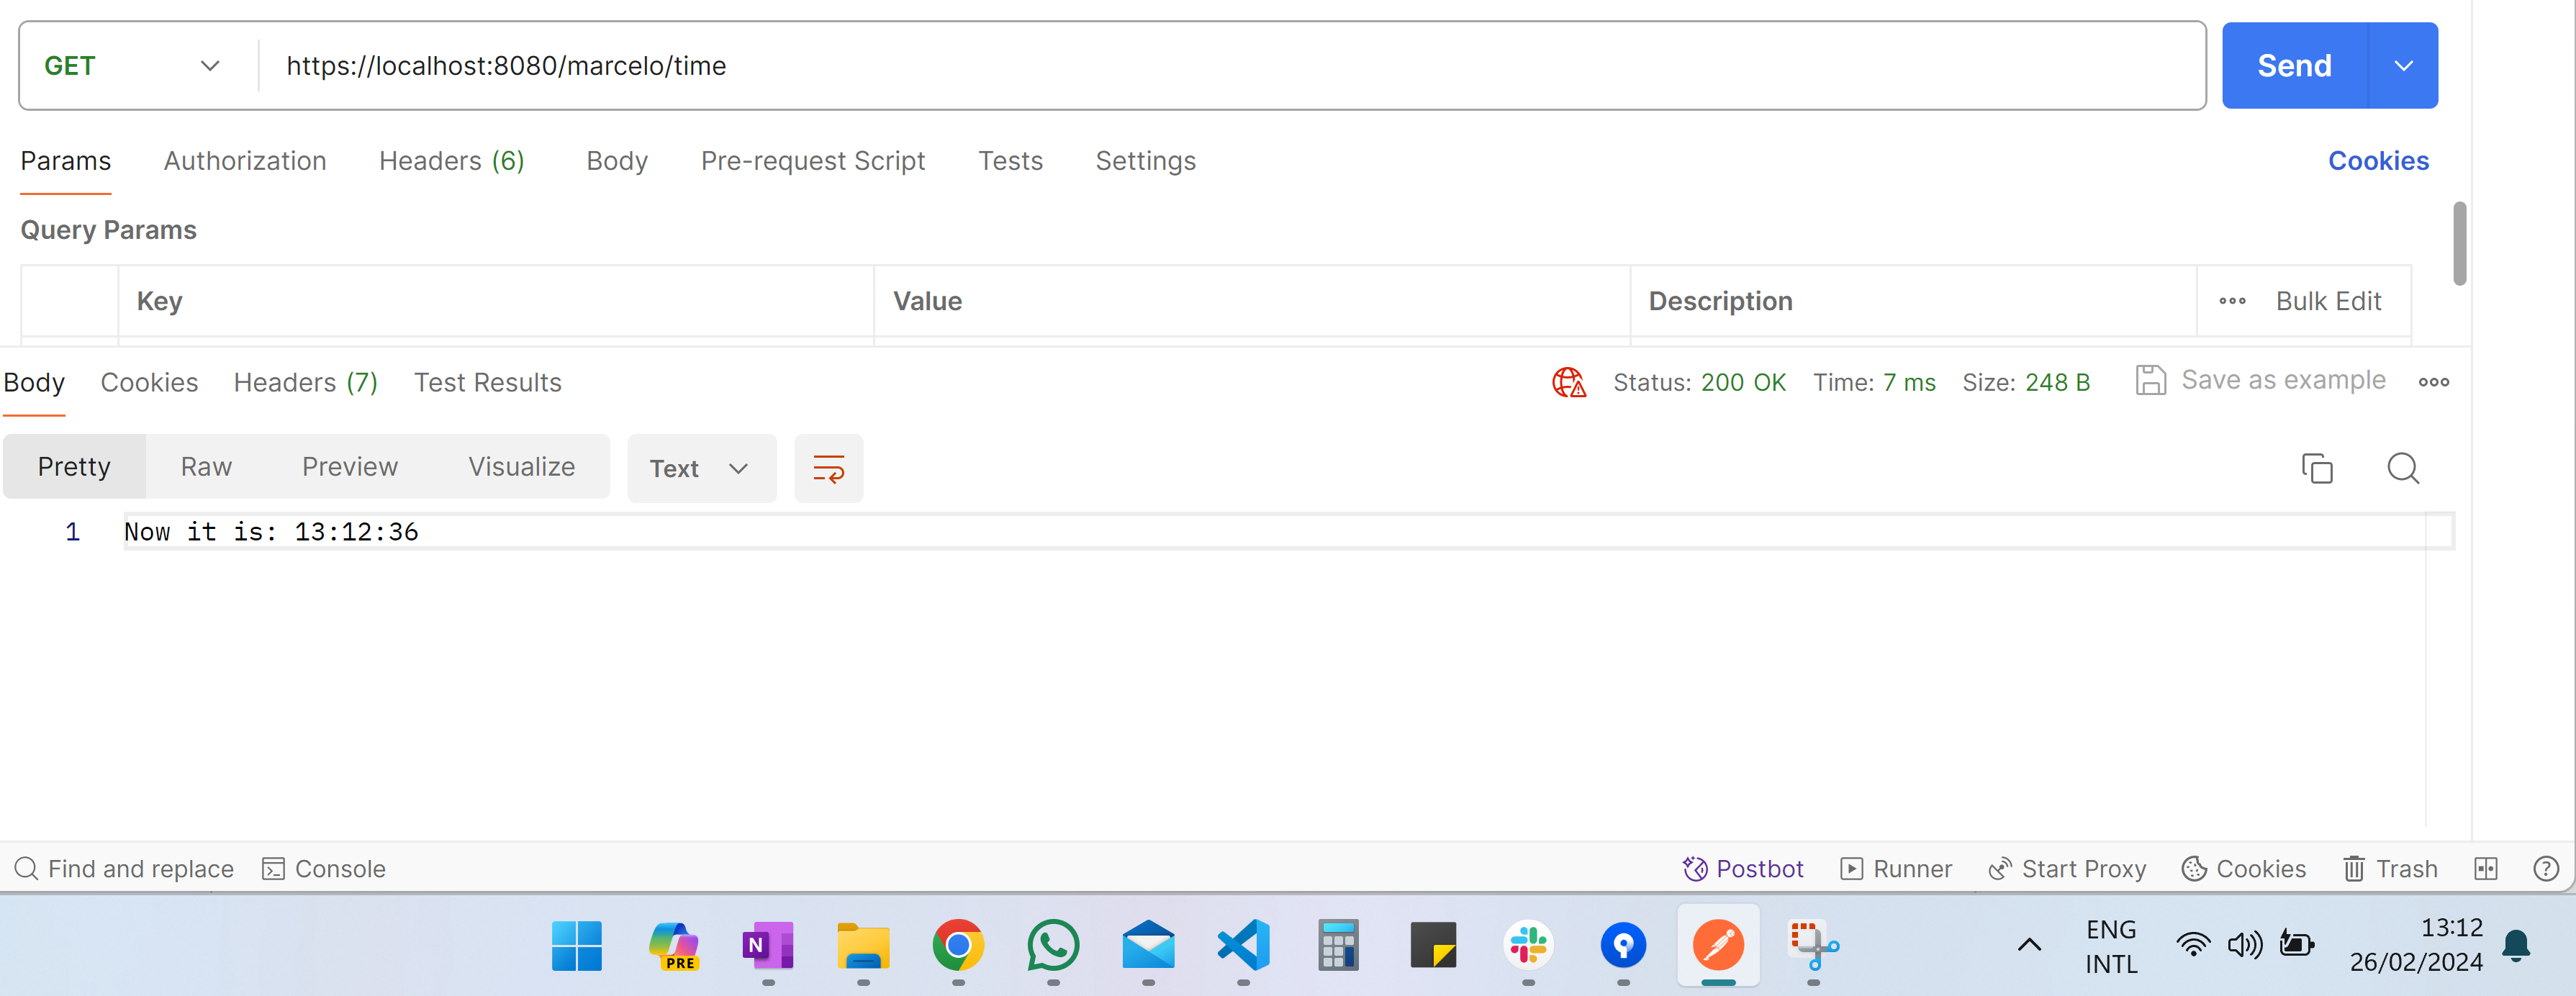 GET https://localhost:8080/marcelo/time Send
Params Authorization Headers (6) Body Pre-request Script Tests Settings Cookies
Query Params
Key Value Description Bulk Edit
Body Cookies Headers (7) Test Results Status: 200 OK Time: 7 ms Size: 248 B Save as example
Pretty Raw Preview Visualize Text
1 Now it is: 13:12:36
Find and replace Console Postbot Runner Start Proxy Cookies Trash
PRE N
ENG 13:12
INTL 26/02/2024